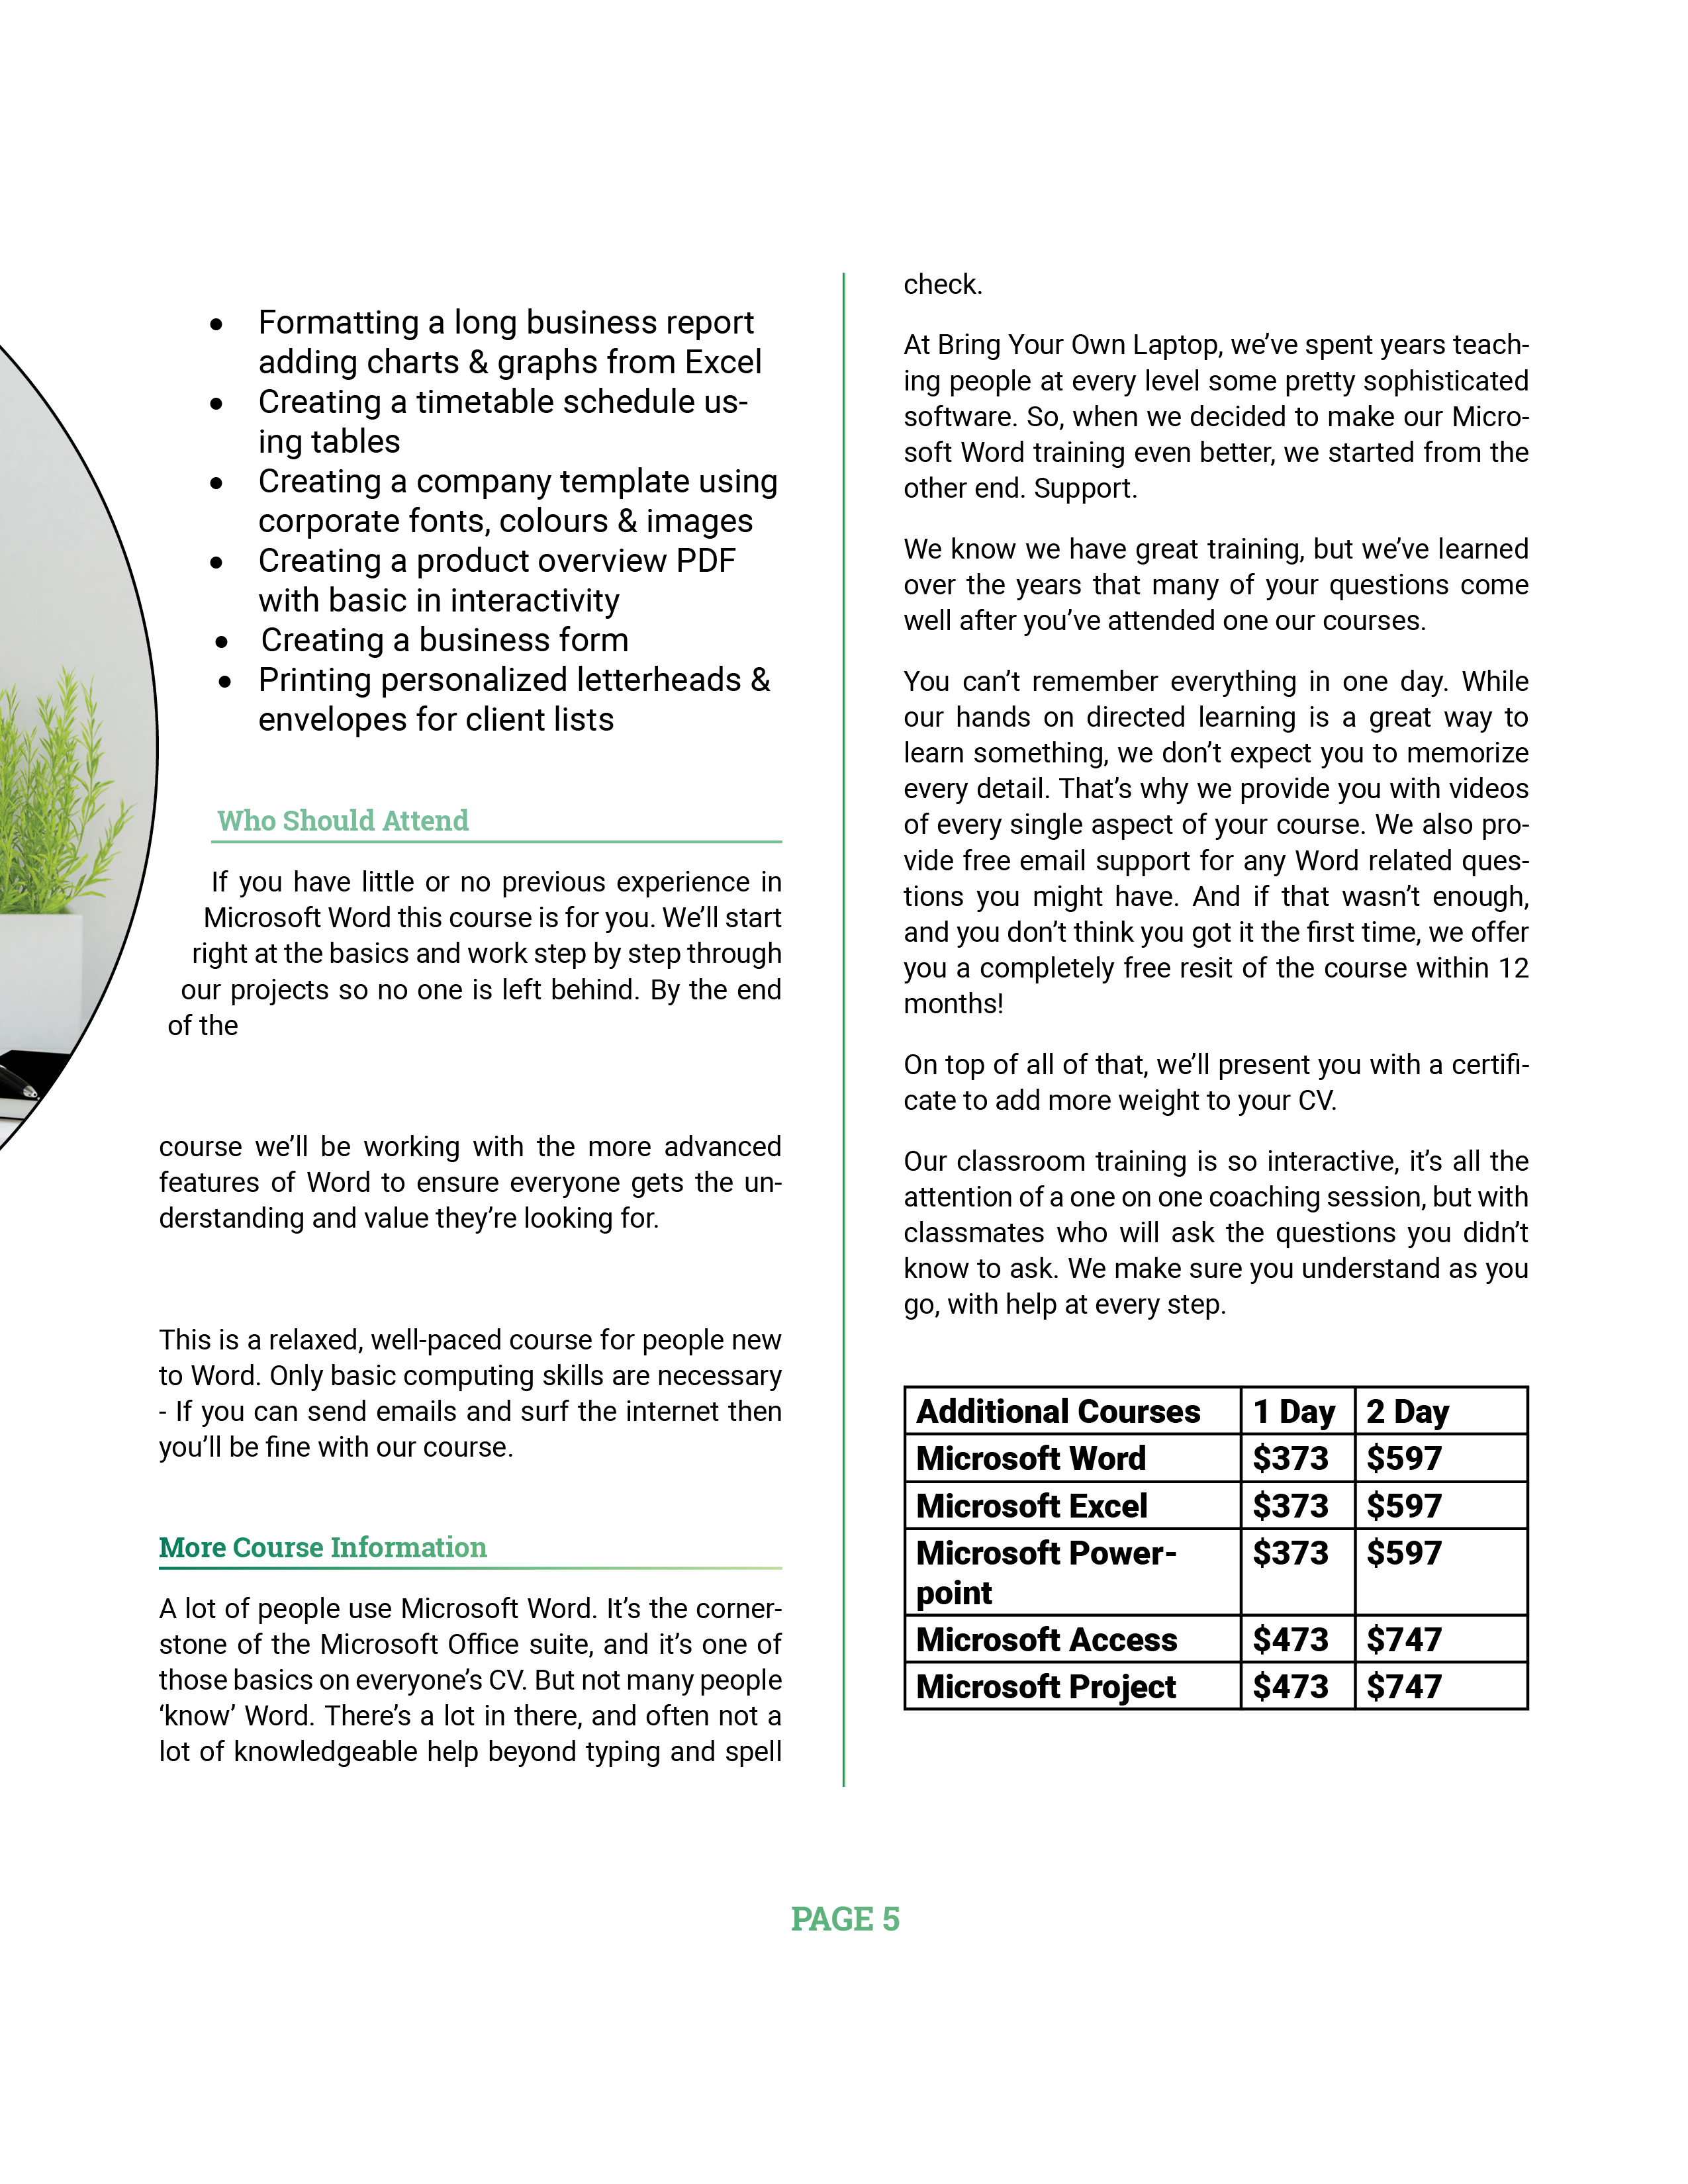 • Formatting a long business report
adding charts & graphs from Excel
• Creating a timetable schedule us-
ing tables
• Creating a company template using
corporate fonts, colours & images
• Creating a product overview PDF
with basic in interactivity
• Creating a business form
• Printing personalized letterheads &
envelopes for client lists
Who Should Attend
If you have little or no previous experience in
Microsoft Word this course is for you. We’ll start
right at the basics and work step by step through
our projects so no one is left behind. By the end
of the
course we’ll be working with the more advanced
features of Word to ensure everyone gets the un-
derstanding and value they’re looking for.
This is a relaxed, well-paced course for people new
to Word. Only basic computing skills are necessary
- If you can send emails and surf the internet then
you’ll be fine with our course.
More Course Information
A lot of people use Microsoft Word. It’s the corner-
stone of the Microsoft Office suite, and it’s one of
those basics on everyone’s CV. But not many people
‘know’ Word. There’s a lot in there, and often not a
lot of knowledgeable help beyond typing and spell
check.
At Bring Your Own Laptop, we’ve spent years teach-
ing people at every level some pretty sophisticated
software. So, when we decided to make our Micro-
soft Word training even better, we started from the
other end. Support.
We know we have great training, but we’ve learned
over the years that many of your questions come
well after you’ve attended one our courses.
You can’t remember everything in one day. While
our hands on directed learning is a great way to
learn something, we don’t expect you to memorize
every detail. That’s why we provide you with videos
of every single aspect of your course. We also pro-
vide free email support for any Word related ques-
tions you might have. And if that wasn’t enough,
and you don’t think you got it the first time, we offer
you a completely free resit of the course within 12
months!
On top of all of that, we’ll present you with a certifi-
cate to add more weight to your CV.
Our classroom training is so interactive, it’s all the
attention of a one on one coaching session, but with
classmates who will ask the questions you didn’t
know to ask. We make sure you understand as you
go, with help at every step.
Additional Courses 1 Day 2 Day
Microsoft Word $373 $597
Microsoft Excel $373 $597
Microsoft Power- $373 $597
point
Microsoft Access $473 $747
Microsoft Project $473 $747
PAGE 5